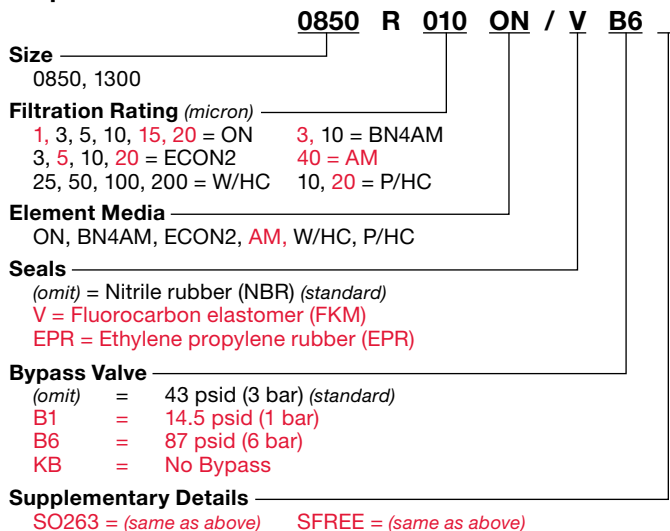 0850 R 010 ON / V B6
Size
0850, 1300
Filtration Rating (micron)
1, 3, 5, 10, 15, 20 = ON 3, 10 = BN4AM
3, 5, 10, 20 = ECON2 40 = AM
25, 50, 100, 200 = W/HC 10, 20 = P/HC
Element Media
ON, BN4AM, ECON2, AM, W/HC, P/HC
Seals
(omit) = Nitrile rubber (NBR) (standard)
V = Fluorocarbon elastomer (FKM)
EPR = Ethylene propylene rubber (EPR)
Bypass Valve
(omit) = 43 psid (3 bar) (standard)
B1 = 14.5 psid (1 bar)
B6 = 87 psid (6 bar)
KB = No Bypass
Supplementary Details
SO263 = (same as above) SFREE = (same as above)